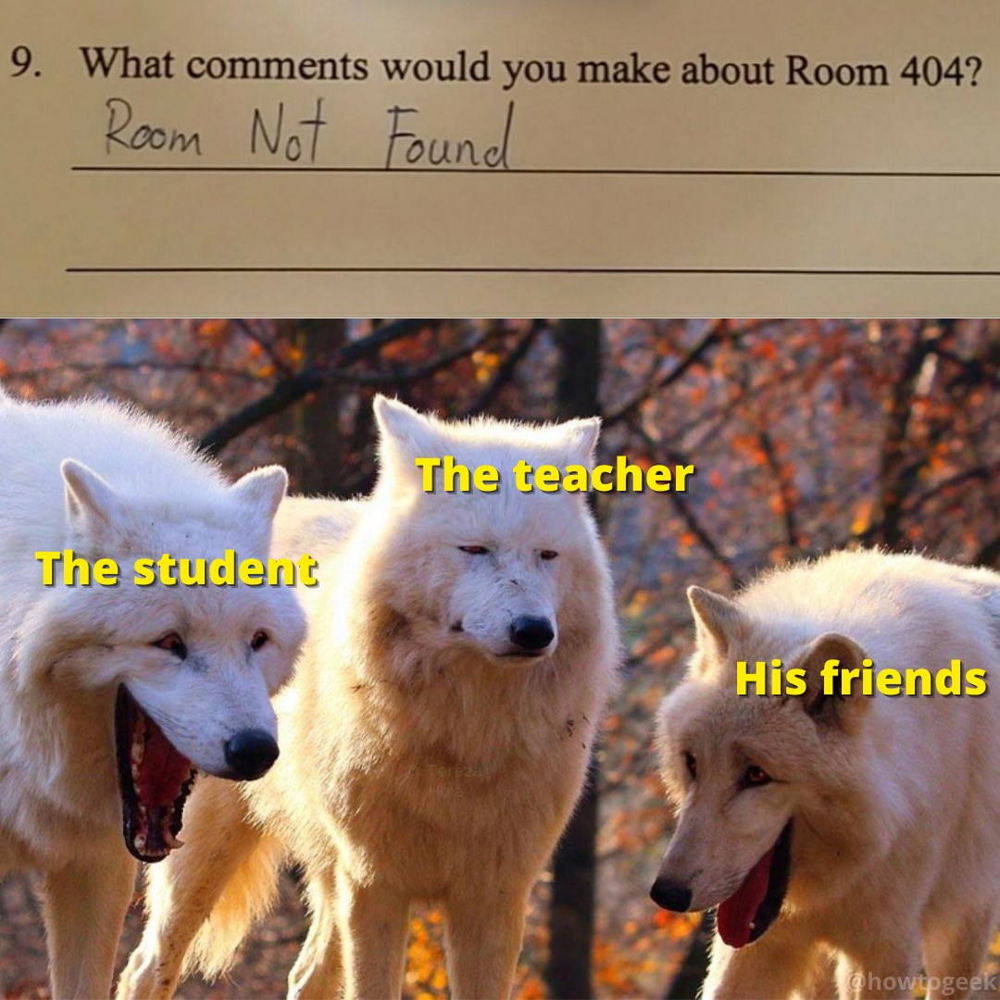 9. What comments would you make about Room 404?
Room Not Found
The teacher
The student
His friends
@howtogeek